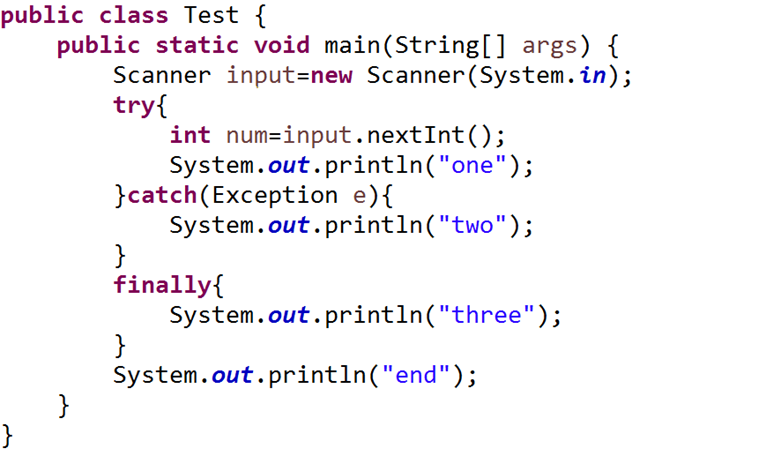 public class Test {
    public static void main(String[] args) {
        Scanner input=new Scanner(System.in);
        try{
            int num=input.nextInt();
            System.out.println("one");
        }catch(Exception e){
            System.out.println("two");
        }
        finally{
            System.out.println("three");
        }
        System.out.println("end");
    }
}